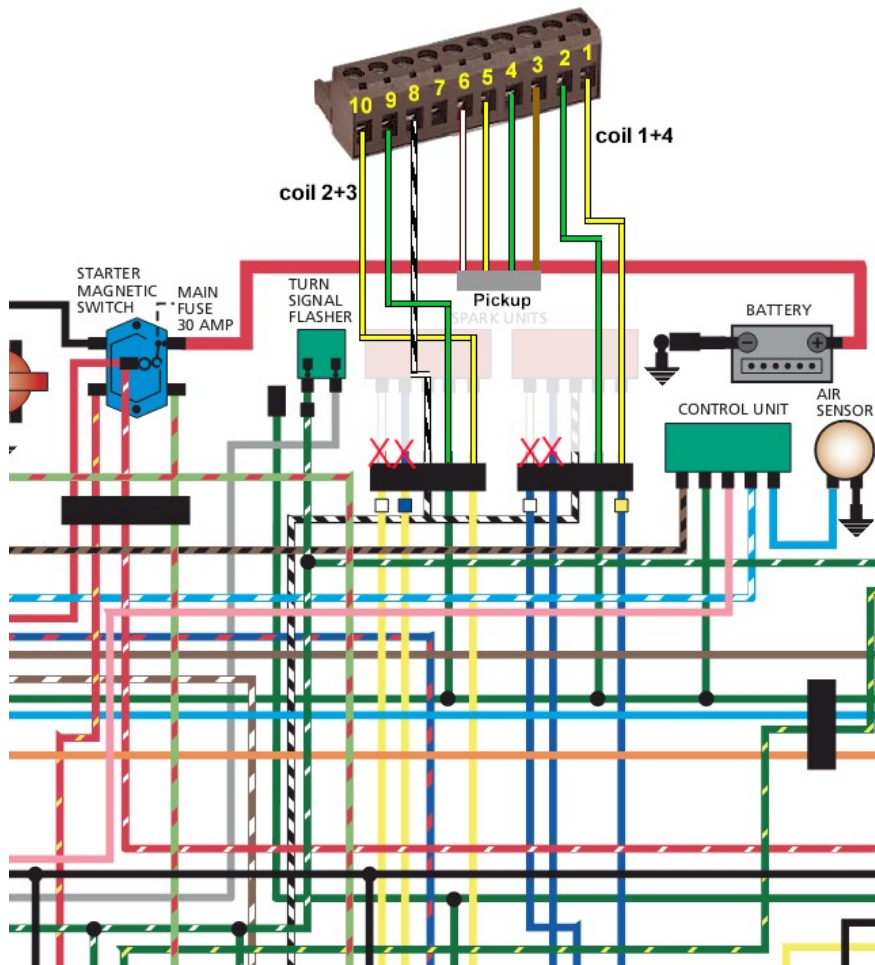 10 9 8 7 6 5 4 3 2 1
coil 1+4
coil 2+3
STARTER
MAGNETIC
SWITCH
MAIN
FUSE
30 AMP
TURN
SIGNAL
FLASHER
Pickup
SPARK UNITS
BATTERY
- +
CONTROL UNIT
AIR
SENSOR